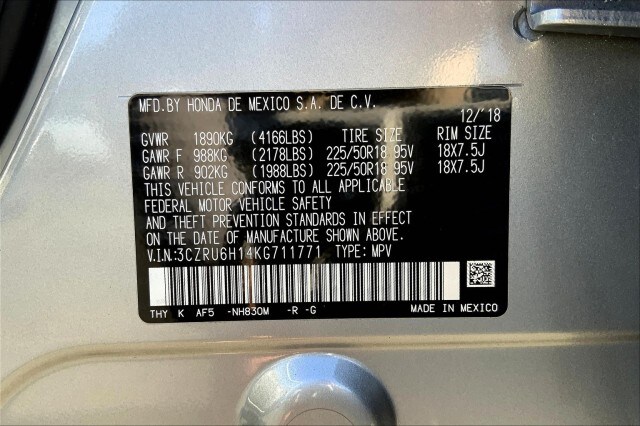 MFD.BY HONDA DE MEXICO S.A. DE C.V.
12/'18
GVWR 1890KG (4166LBS) TIRE SIZE RIM SIZE
GAWR F 988KG (2178LBS) 225/50R18 95V 18X7.5J
GAWR R 902KG (1988LBS) 225/50R18 95V 18X7.5J
THIS VEHICLE CONFORMS TO ALL APPLICABLE
FEDERAL MOTOR VEHICLE SAFETY
AND THEFT PREVENTION STANDARDS IN EFFECT
ON THE DATE OF MANUFACTURE SHOWN ABOVE.
V.I.N:3CZRU6H14KG711771 TYPE: MPV
THY K AF5 -NH830M -R -G MADE IN MEXICO